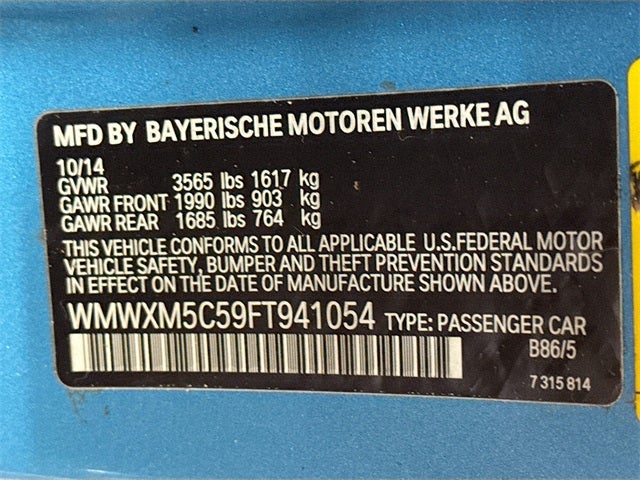 MFD BY BAYERISCHE MOTOREN WERKE AG
10/14
GVWR 3565 lbs 1617 kg
GAWR FRONT 1990 lbs 903 kg
GAWR REAR 1685 lbs 764 kg
THIS VEHICLE CONFORMS TO ALL APPLICABLE U.S.FEDERAL MOTOR
VEHICLE SAFETY, BUMPER AND THEFT PREVENTION STANDARDS
IN EFFECT ON THE DATE OF MANUFACTURE SHOWN ABOVE.
WMWXM5C59FT941054 TYPE: PASSENGER CAR
B86/5
7 315 814